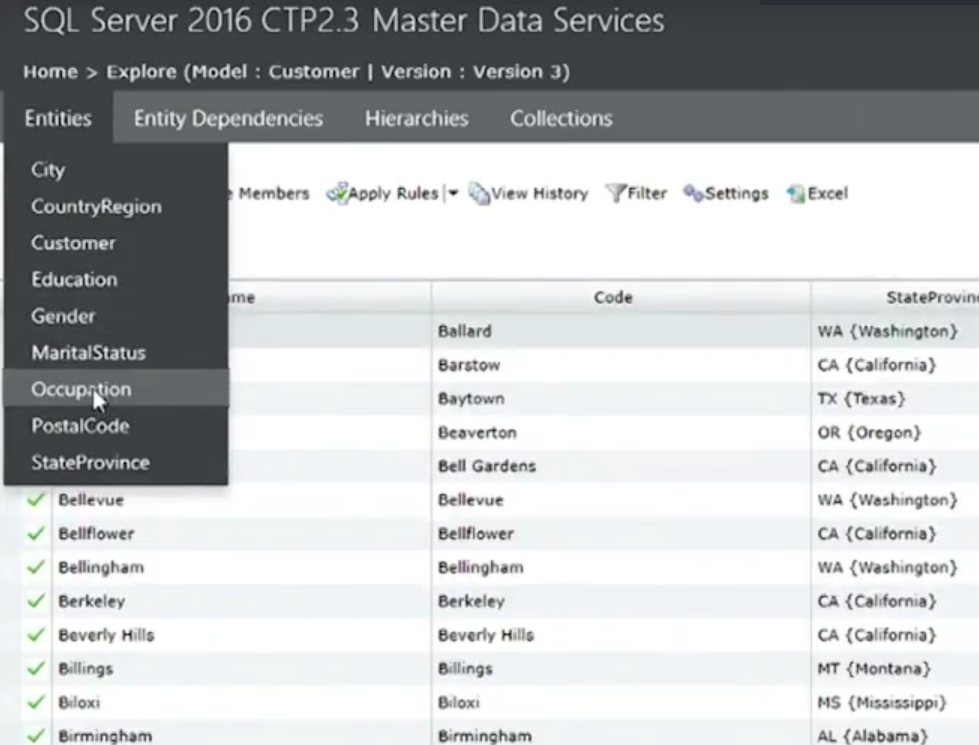 SQL Server 2016 CTP2.3 Master Data Services
Home > Explore (Model : Customer | Version : Version 3)
Entities Entity Dependencies Hierarchies Collections
City
CountryRegion
Customer
Education
Gender
MaritalStatus
Occupation
PostalCode
StateProvince
Members Apply Rules View History Filter Settings Excel
me Code StateProvin
Ballard WA {Washington}
Barstow CA {California}
Baytown TX {Texas}
Beaverton OR {Oregon}
Bell Gardens CA {California}
Bellevue Bellevue WA {Washington}
Bellflower Bellflower CA {California}
Bellingham Bellingham WA {Washington}
Berkeley Berkeley CA {California}
Beverly Hills Beverly Hills CA {California}
Billings Billings MT {Montana}
Biloxi Biloxi MS {Mississippi}
Birmingham Birmingham AL {Alabama}